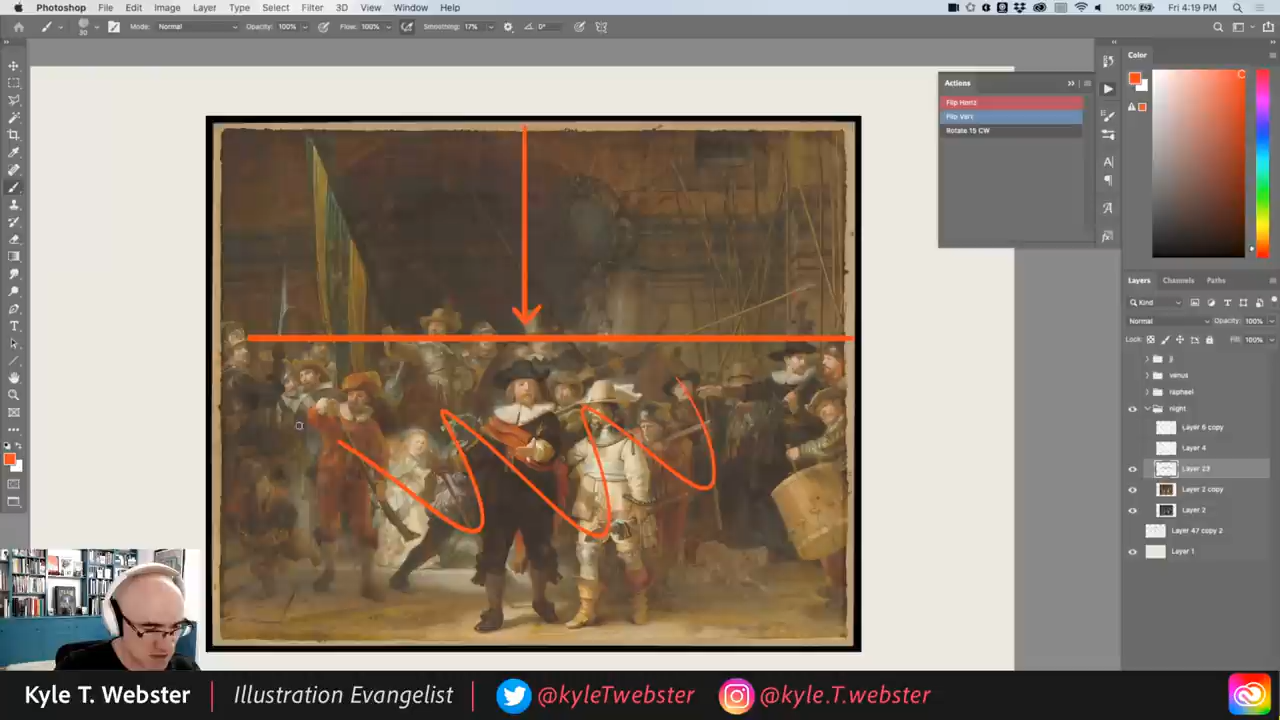 Photoshop File Edit Image Layer Type Select Filter 3D View Window Help 100% Fri 4:19 PM
30 Mode: Normal Opacity: 100% Flow: 100% Smoothing: 17% 0°
Color
Actions
Flip Horiz
Flip Vert
Rotate 15 CW
Layers Channels Paths
Kind
Normal Opacity: 100%
Lock: Fill: 100%
venus
raphael
night
Layer 6 copy
Layer 4
Layer 23
Layer 2 copy
Layer 2
Layer 47 copy 2
Layer 1
Kyle T. Webster | Illustration Evangelist | @kyleTwebster @kyle.T.webster